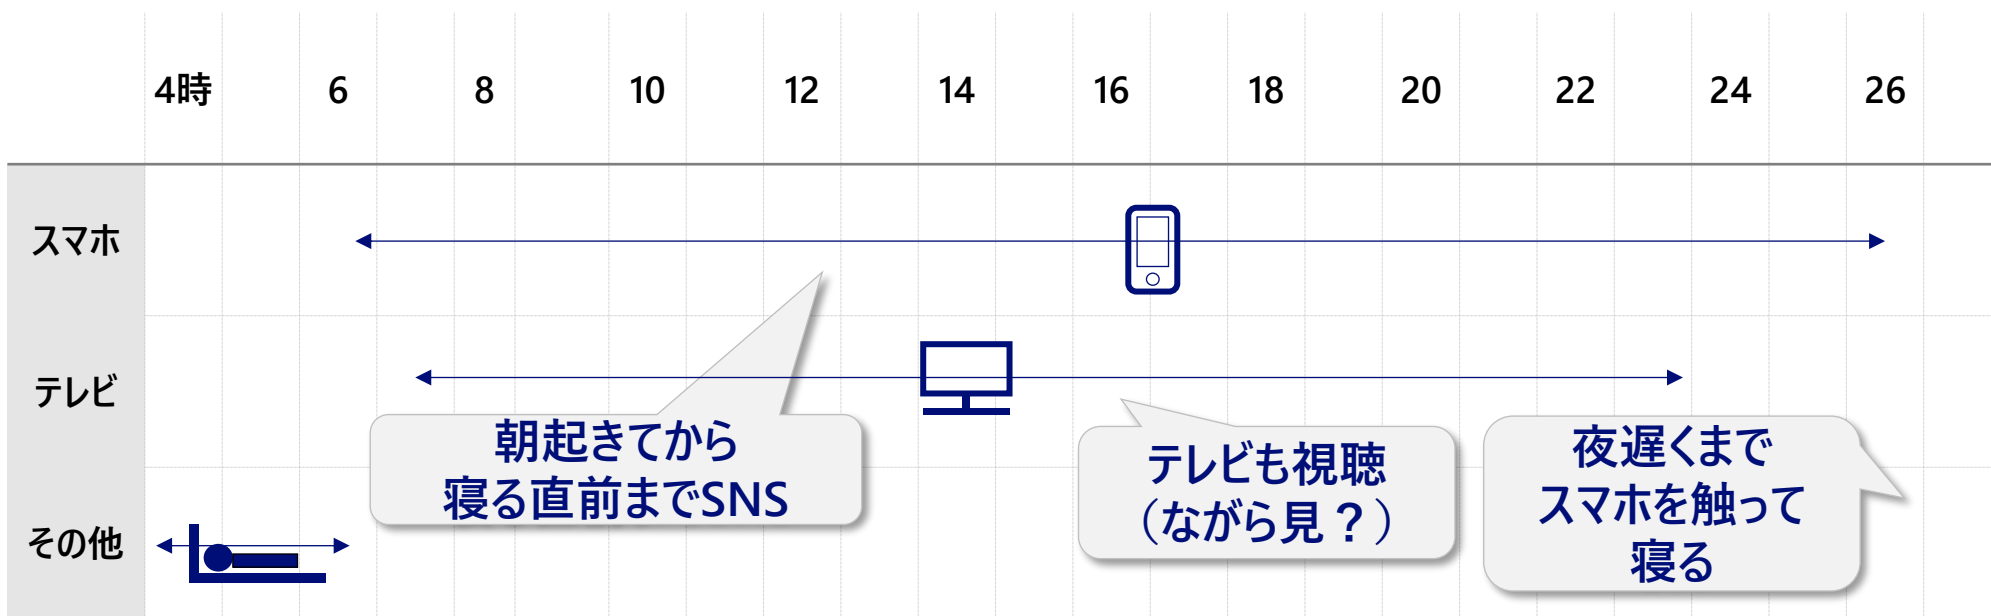 4時 6 8 10 12 14 16 18 20 22 24 26
スマホ
テレビ
朝起きてから
寝る直前までSNS
テレビも視聴
（ながら見？）
夜遅くまで
スマホを触って
寝る
その他